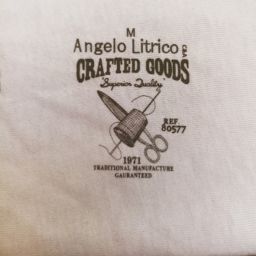 M
Angelo Litrico C&A
CRAFTED GOODS
"Superior Quality"
REF.
80577
1971
TRADITIONAL MANUFACTURE
GAURANTEED